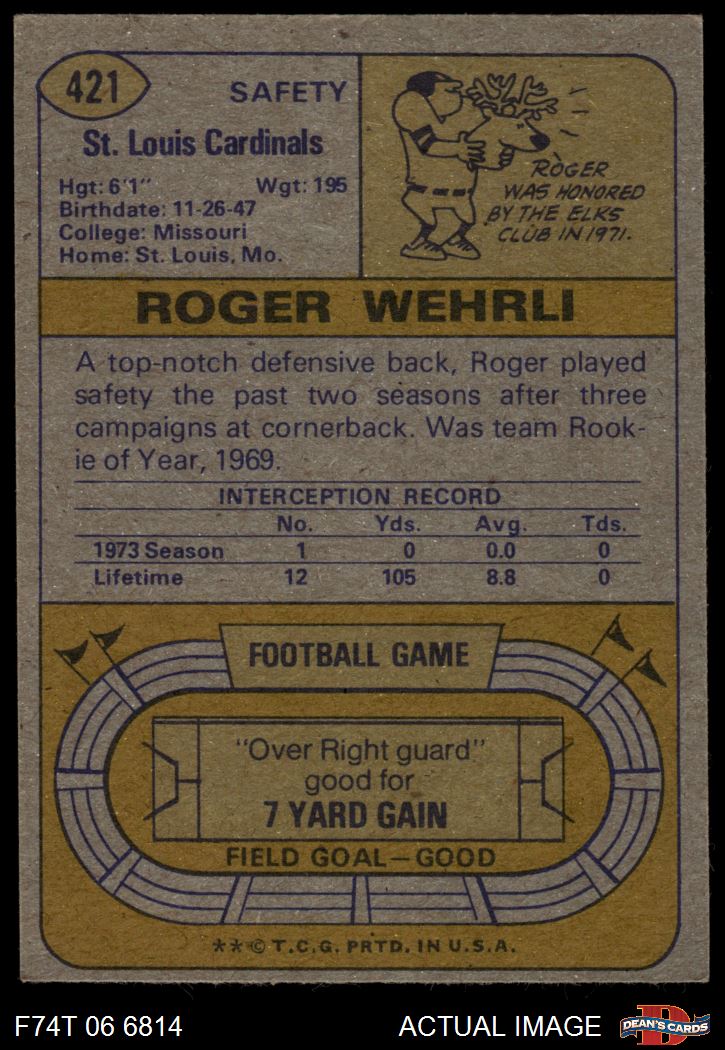 421
SAFETY
St. Louis Cardinals
Hgt: 6'1" Wgt: 195
Birthdate: 11-26-47
College: Missouri
Home: St. Louis, Mo.
ROGER
WAS HONORED
BY THE ELKS
CLUB IN 1971.
ROGER WEHRLI
A top-notch defensive back, Roger played
safety the past two seasons after three
campaigns at cornerback. Was team Rook-
ie of Year, 1969.
INTERCEPTION RECORD
No. Yds. Avg. Tds.
1973 Season 1 0 0.0 0
Lifetime 12 105 8.8 0
FOOTBALL GAME
"Over Right guard"
good for
7 YARD GAIN
FIELD GOAL—GOOD
**© T.C.G. PRTD. IN U.S.A.
F74T 06 6814 ACTUAL IMAGE
D
DEAN'S CARDS